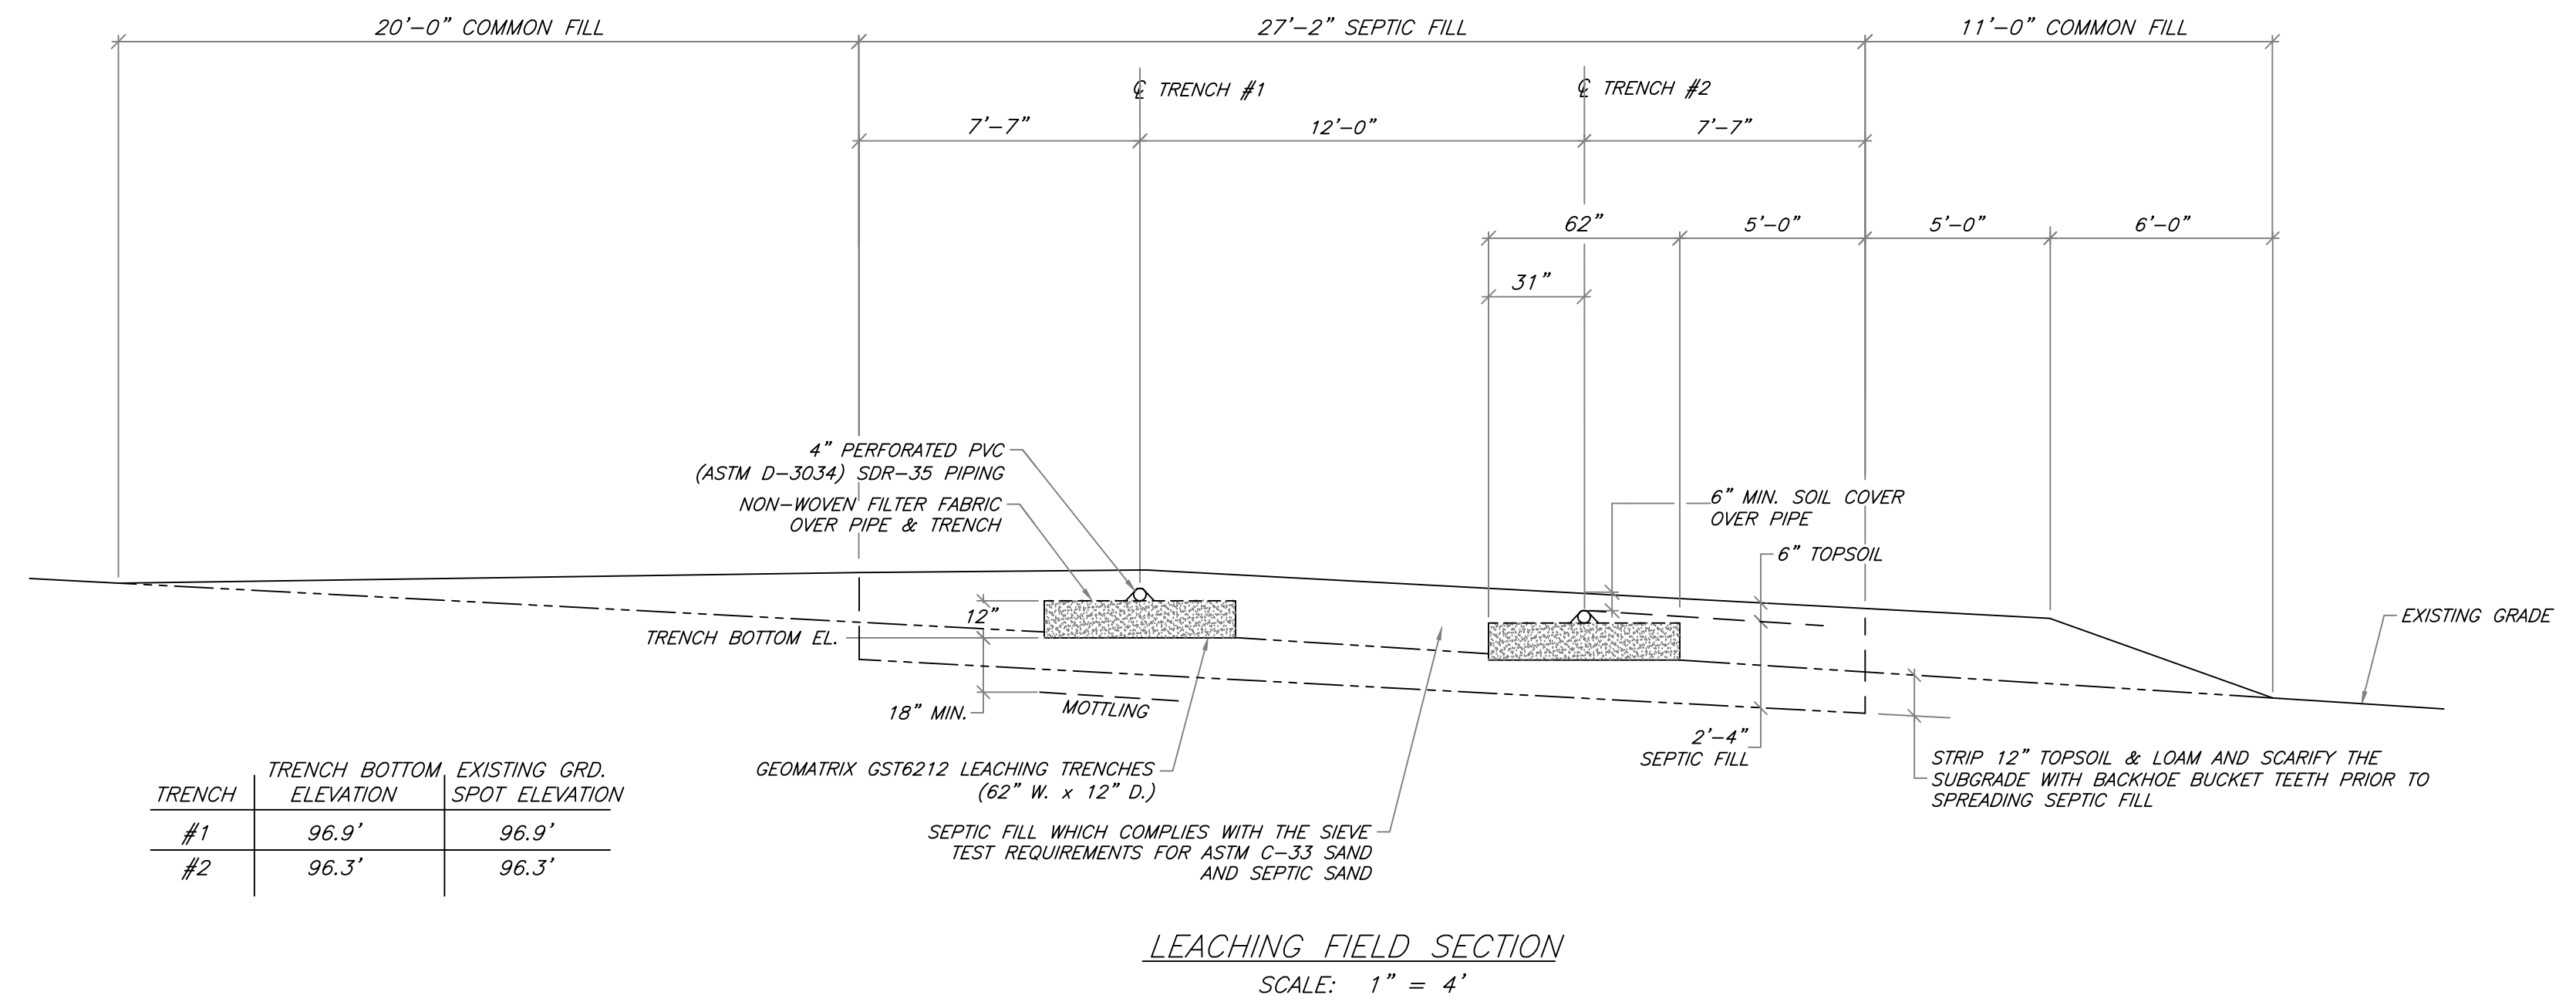 20'-0" COMMON FILL
27'-2" SEPTIC FILL
11'-0" COMMON FILL
℄ TRENCH #1
℄ TRENCH #2
7'-7"
12'-0"
7'-7"
62"
5'-0"
5'-0"
6'-0"
31"
4" PERFORATED PVC
(ASTM D-3034) SDR-35 PIPING
NON-WOVEN FILTER FABRIC
OVER PIPE & TRENCH
6" MIN. SOIL COVER
OVER PIPE
6" TOPSOIL
12"
TRENCH BOTTOM EL.
EXISTING GRADE
18" MIN.
MOTTLING
2'-4"
SEPTIC FILL
GEOMATRIX GST6212 LEACHING TRENCHES
(62" W. x 12" D.)
STRIP 12" TOPSOIL & LOAM AND SCARIFY THE
SUBGRADE WITH BACKHOE BUCKET TEETH PRIOR TO
SPREADING SEPTIC FILL
SEPTIC FILL WHICH COMPLIES WITH THE SIEVE
TEST REQUIREMENTS FOR ASTM C-33 SAND
AND SEPTIC SAND
TRENCH BOTTOM EXISTING GRD.
TRENCH ELEVATION SPOT ELEVATION
#1 96.9' 96.9'
#2 96.3' 96.3'
LEACHING FIELD SECTION
SCALE: 1" = 4'